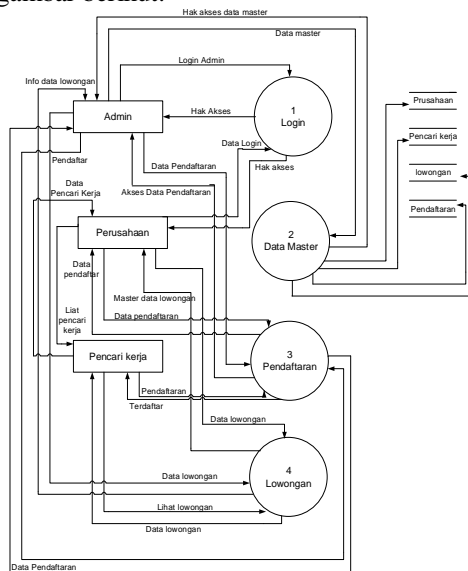 gambar berikut.
Hak akses data master
Data master
Info data lowongan
Login Admin
Admin
Hak Akses
1
Login
Prusahaan
Pencari kerja
lowongan
Pendaftaran
Pendaftar
Data Login
Hak akses
Data Pendaftaran
Akses Data Pendaftaran
Data
Pencari Kerja
Perusahaan
2
Data Master
Data
pendaftar
Master data lowongan
Liat
pencari
kerja
Data pendaftaran
Pencari kerja
3
Pendaftaran
Pendaftaran
Terdaftar
Data lowongan
4
Lowongan
Data lowongan
Lihat lowongan
Data lowongan
Data Pendaftaran